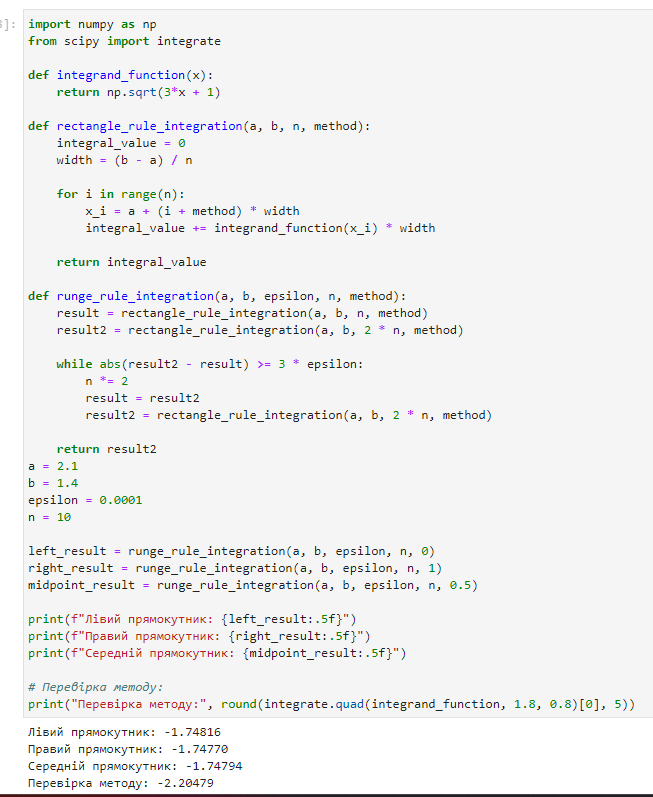 ]:
import numpy as np
from scipy import integrate
def integrand_function(x):
    return np.sqrt(3*x + 1)
def rectangle_rule_integration(a, b, n, method):
    integral_value = 0
    width = (b - a) / n
    for i in range(n):
        x_i = a + (i + method) * width
        integral_value += integrand_function(x_i) * width
    return integral_value
def runge_rule_integration(a, b, epsilon, n, method):
    result = rectangle_rule_integration(a, b, n, method)
    result2 = rectangle_rule_integration(a, b, 2 * n, method)
    while abs(result2 - result) >= 3 * epsilon:
        n *= 2
        result = result2
        result2 = rectangle_rule_integration(a, b, 2 * n, method)
    return result2
a = 2.1
b = 1.4
epsilon = 0.0001
n = 10
left_result = runge_rule_integration(a, b, epsilon, n, 0)
right_result = runge_rule_integration(a, b, epsilon, n, 1)
midpoint_result = runge_rule_integration(a, b, epsilon, n, 0.5)
print(f"Лівий прямокутник: {left_result:.5f}")
print(f"Правий прямокутник: {right_result:.5f}")
print(f"Середній прямокутник: {midpoint_result:.5f}")
# Перевірка методу:
print("Перевірка методу:", round(integrate.quad(integrand_function, 1.8, 0.8)[0], 5))
Лівий прямокутник: -1.74816
Правий прямокутник: -1.74770
Середній прямокутник: -1.74794
Перевірка методу: -2.20479